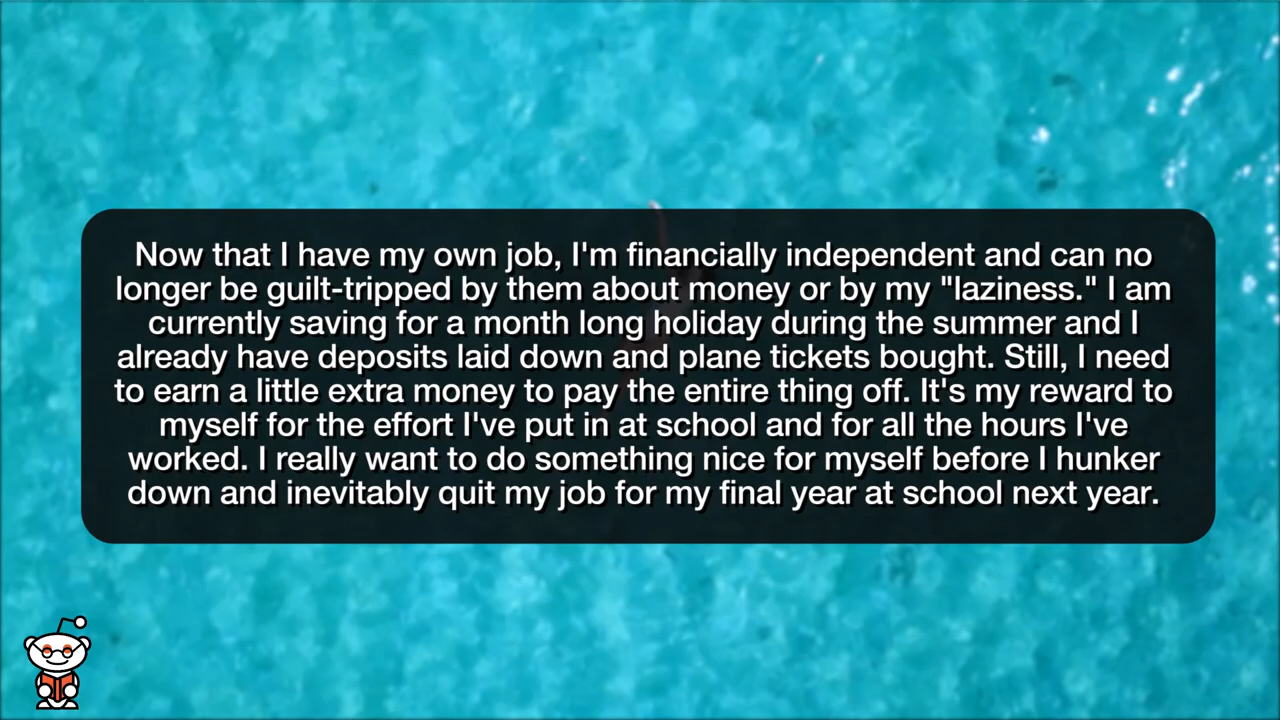 Now that I have my own job, I'm financially independent and can no
longer be guilt-tripped by them about money or by my "laziness." I am
currently saving for a month long holiday during the summer and I
already have deposits laid down and plane tickets bought. Still, I need
to earn a little extra money to pay the entire thing off. It's my reward to
myself for the effort I've put in at school and for all the hours I've
worked. I really want to do something nice for myself before I hunker
down and inevitably quit my job for my final year at school next year.